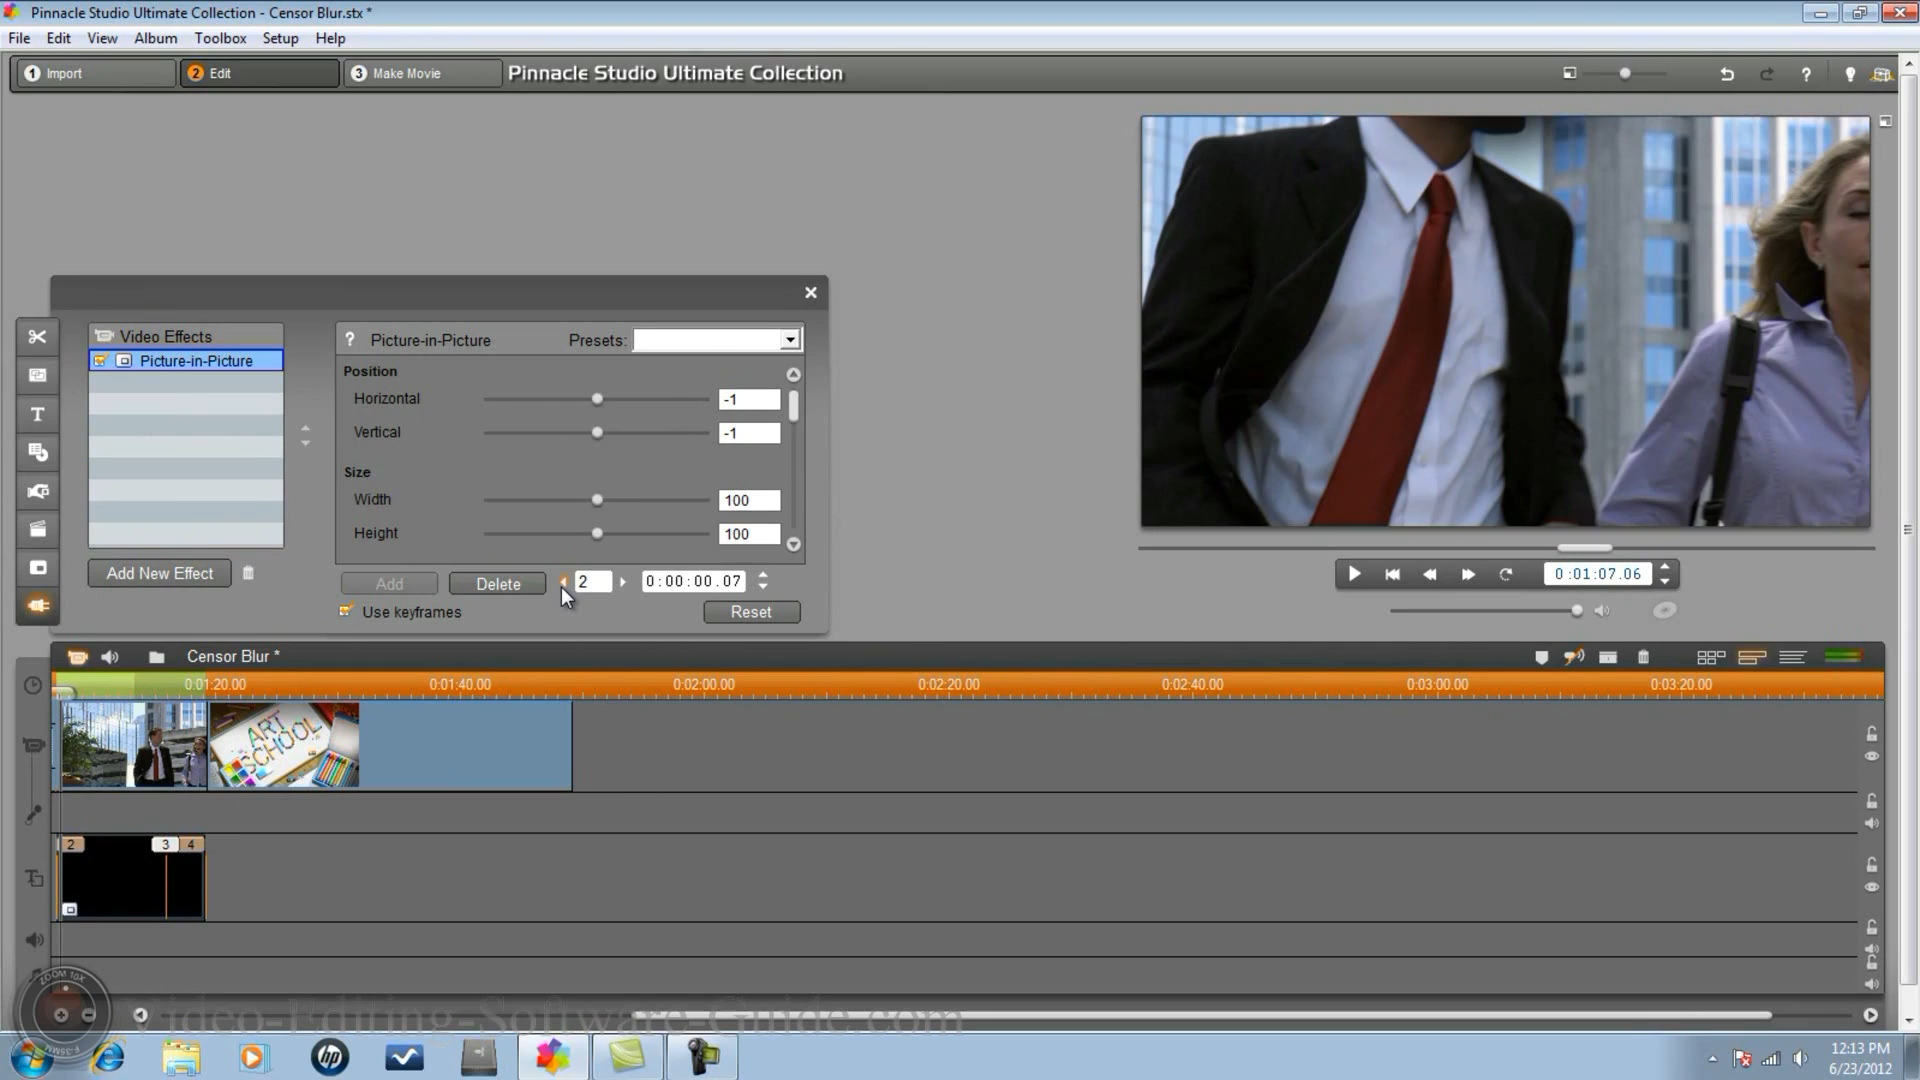 Pinnacle Studio Ultimate Collection - Censor Blur.stx *
File Edit View Album Toolbox Setup Help
1 Import 2 Edit 3 Make Movie Pinnacle Studio Ultimate Collection ?
Video Effects
Picture-in-Picture
Add New Effect
? Picture-in-Picture Presets:
Position
Horizontal -1
Vertical -1
Size
Width 100
Height 100
Add Delete 2 0:00:00.07
Use keyframes Reset
0:01:07.06
Censor Blur *
0:01:20.00 0:01:40.00 0:02:00.00 0:02:20.00 0:02:40.00 0:03:00.00 0:03:20.00
ART SCHOOL
2 3 4
ZOOM 10X
Video-Editing-Software-Guide.com
hp
12:13 PM
6/23/2012